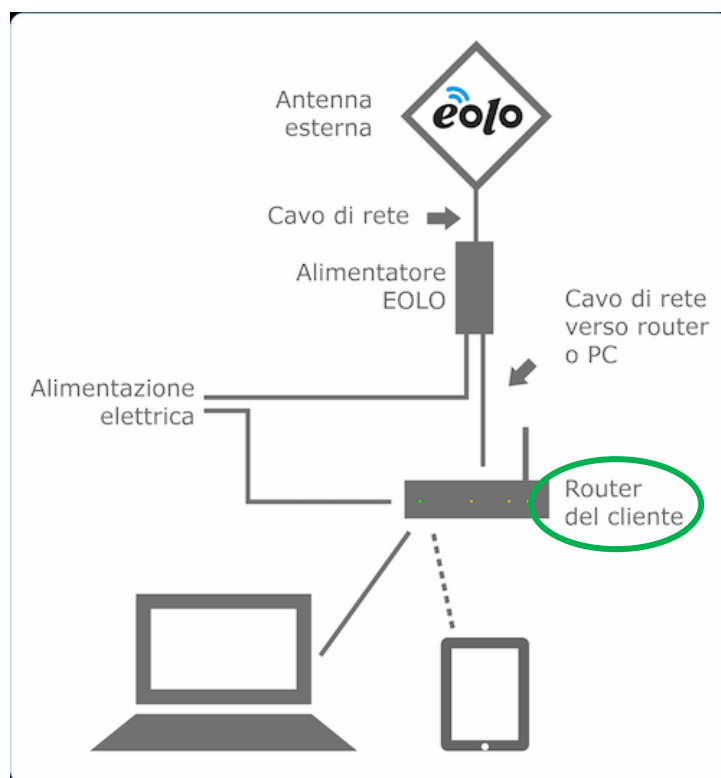 Antenna
esterna
eolo
Cavo di rete
Alimentatore
EOLO
Cavo di rete
verso router
o PC
Alimentazione
elettrica
Router
del cliente